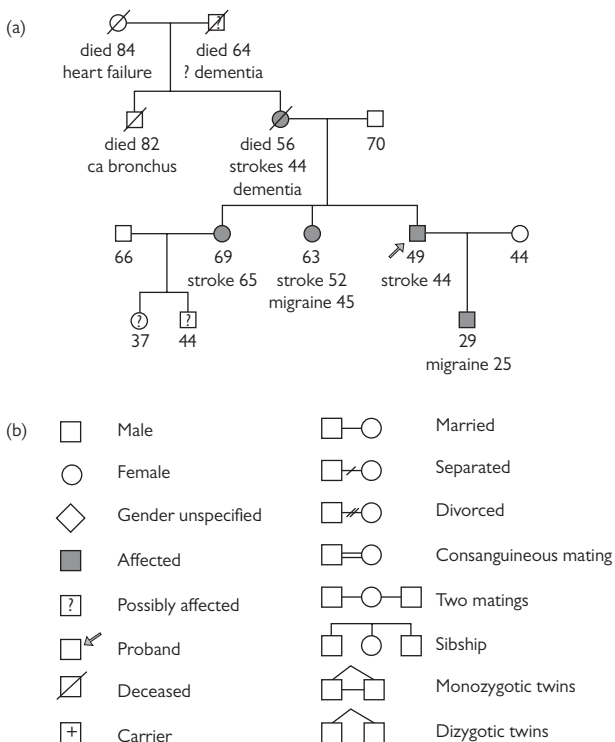 (a)
died 84
heart failure
?
died 64
? dementia
died 82
ca bronchus
died 56
strokes 44
dementia
70
66
69
stroke 65
63
stroke 52
migraine 45
49
stroke 44
44
?
37
?
44
29
migraine 25
(b)
Male
Married
Female
Separated
Gender unspecified
Divorced
Affected
Consanguineous mating
?
Possibly affected
Two matings
Proband
Sibship
Deceased
Monozygotic twins
+
Carrier
Dizygotic twins